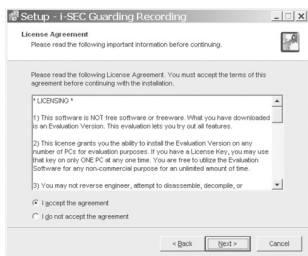 Setup - i-SEC Guarding Recording
License Agreement
Please read the following important information before continuing.
Please read the following License Agreement. You must accept the terms of this
agreement before continuing with the installation.
* LICENSING *
1) This software is NOT free software or freeware. What you have downloaded
is an Evaluation Version. This evaluation lets you try out all features.
2) This license grants you the ability to install the Evaluation Version on any
number of PCs for evaluation purposes. If you have a License Key, you may use
that key on only ONE PC at any one time. You are free to utilize the Evaluation
Software for any non-commercial purpose for an unlimited amount of time.
3) You may not reverse engineer, attempt to disassemble, decompile, or
I accept the agreement
I do not accept the agreement
< Back
Next >
Cancel